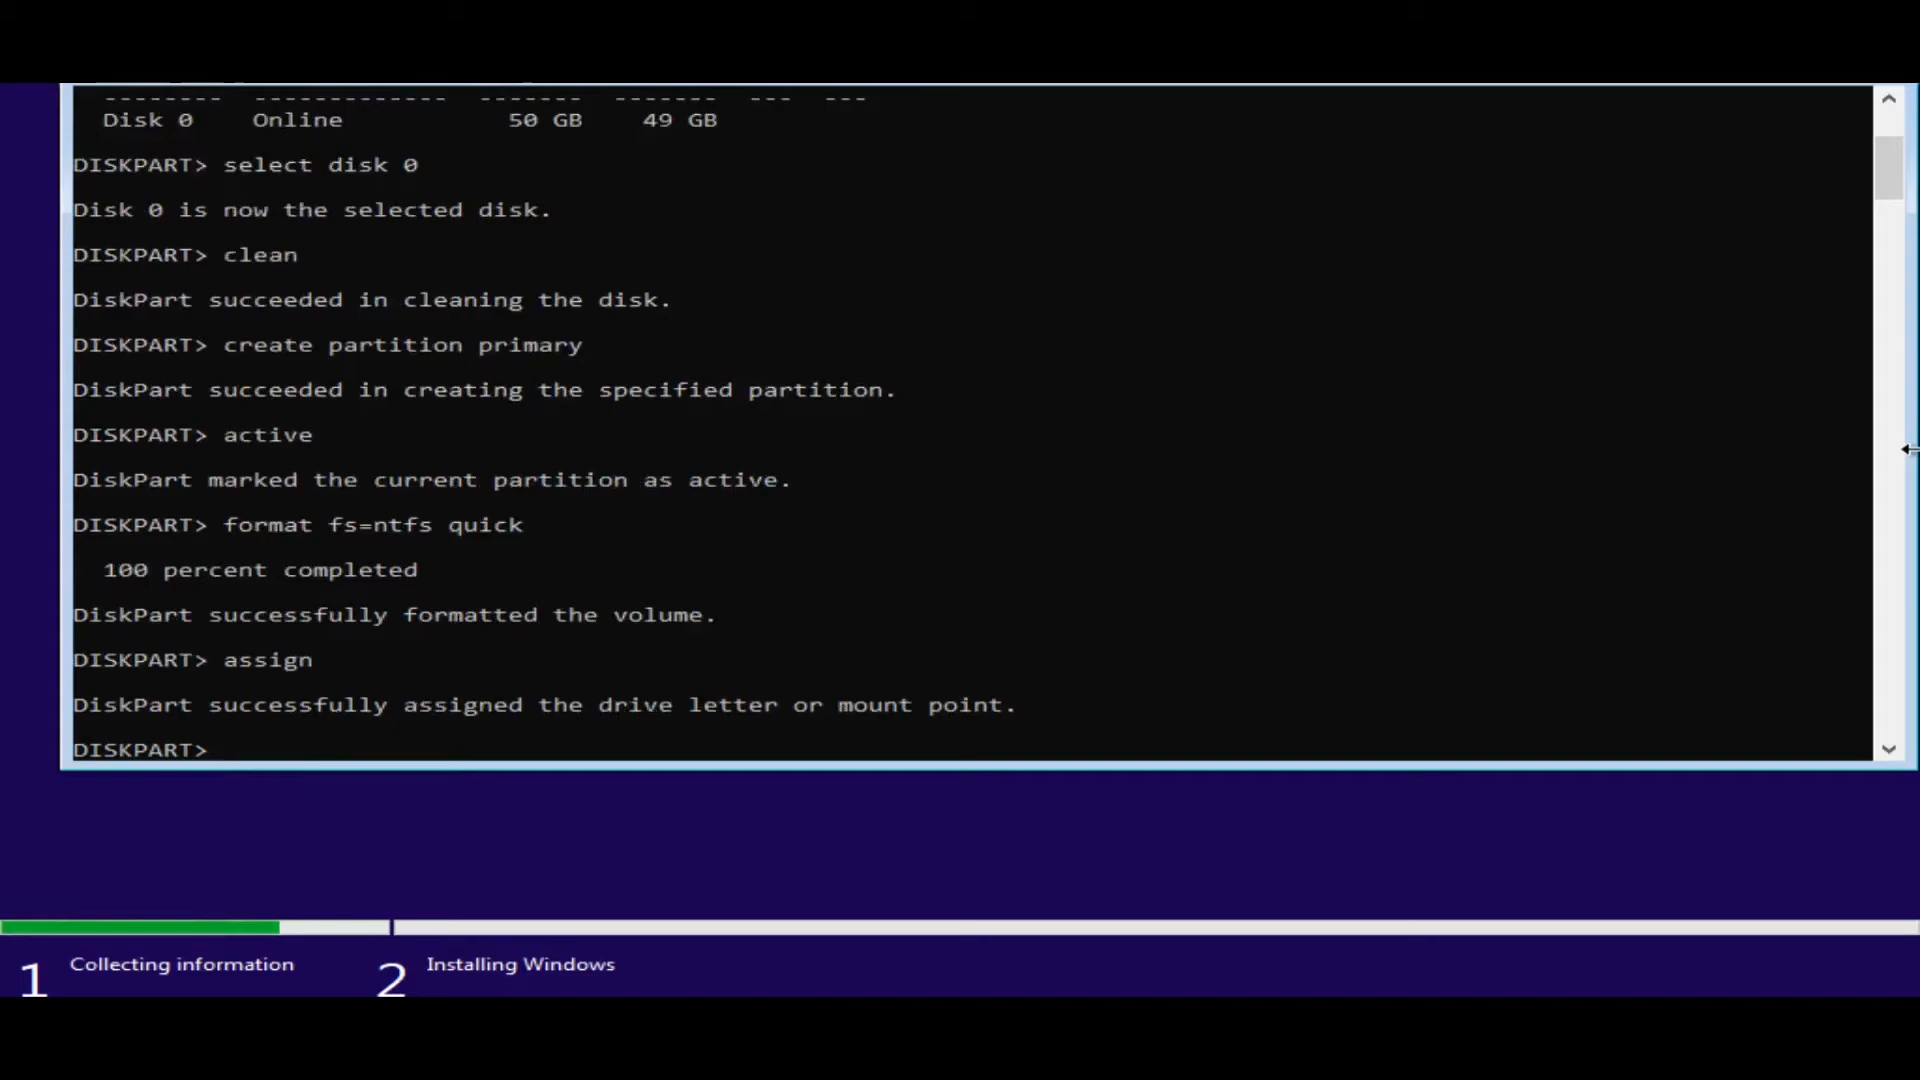 Disk 0 Online 50 GB 49 GB
DISKPART> select disk 0
Disk 0 is now the selected disk.
DISKPART> clean
DiskPart succeeded in cleaning the disk.
DISKPART> create partition primary
DiskPart succeeded in creating the specified partition.
DISKPART> active
DiskPart marked the current partition as active.
DISKPART> format fs=ntfs quick
100 percent completed
DiskPart successfully formatted the volume.
DISKPART> assign
DiskPart successfully assigned the drive letter or mount point.
DISKPART>
1 Collecting information 2 Installing Windows